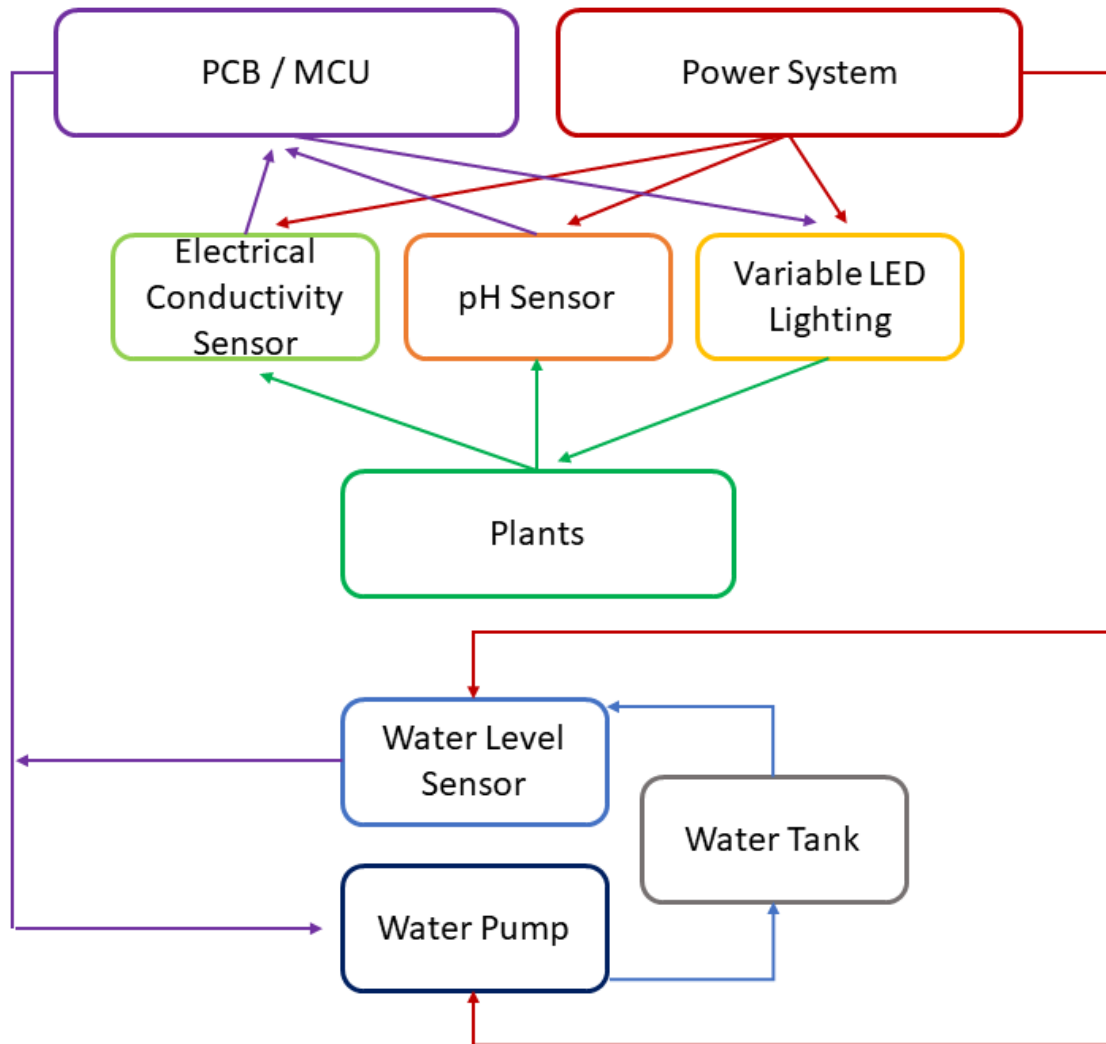 PCB / MCU
Power System
Electrical
Conductivity
Sensor
pH Sensor
Variable LED
Lighting
Plants
Water Level
Sensor
Water Tank
Water Pump